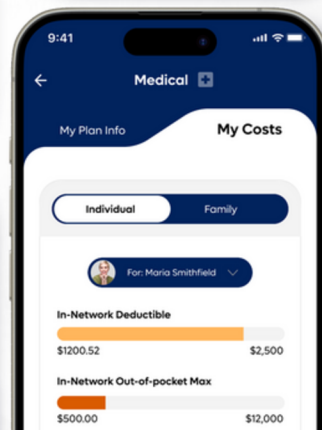 9:41
Medical
My Plan Info
My Costs
Individual
Family
For: Maria Smithfield
In-Network Deductible
$1200.52
$2,500
In-Network Out-of-pocket Max
$500.00
$12,000